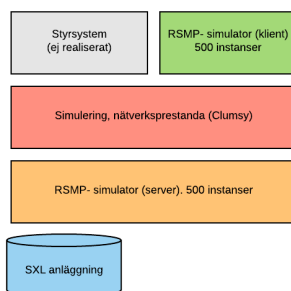 Styrsystem
(ej realiserat)
RSMP- simulator (klient)
500 instanser
Simulering, nätverksprestanda (Clumsy)
RSMP- simulator (server). 500 instanser
SXL anläggning